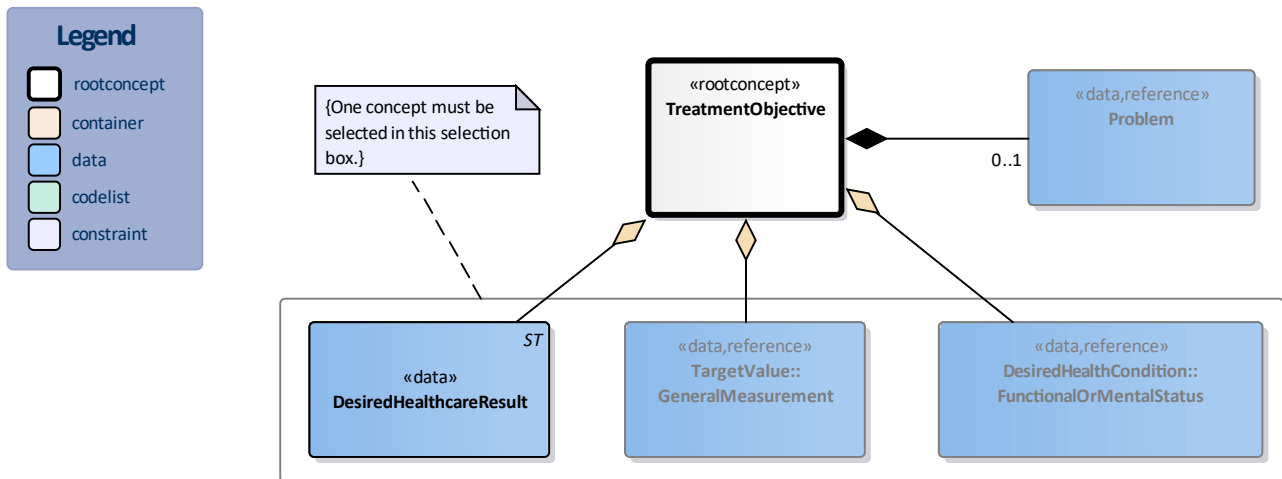 Legend
rootconcept
container
data
codelist
constraint
{One concept must be
selected in this selection
box.}
«rootconcept»
TreatmentObjective
«data,reference»
Problem
0..1
ST
«data»
DesiredHealthcareResult
«data,reference»
TargetValue::
GeneralMeasurement
«data,reference»
DesiredHealthCondition::
FunctionalOrMentalStatus